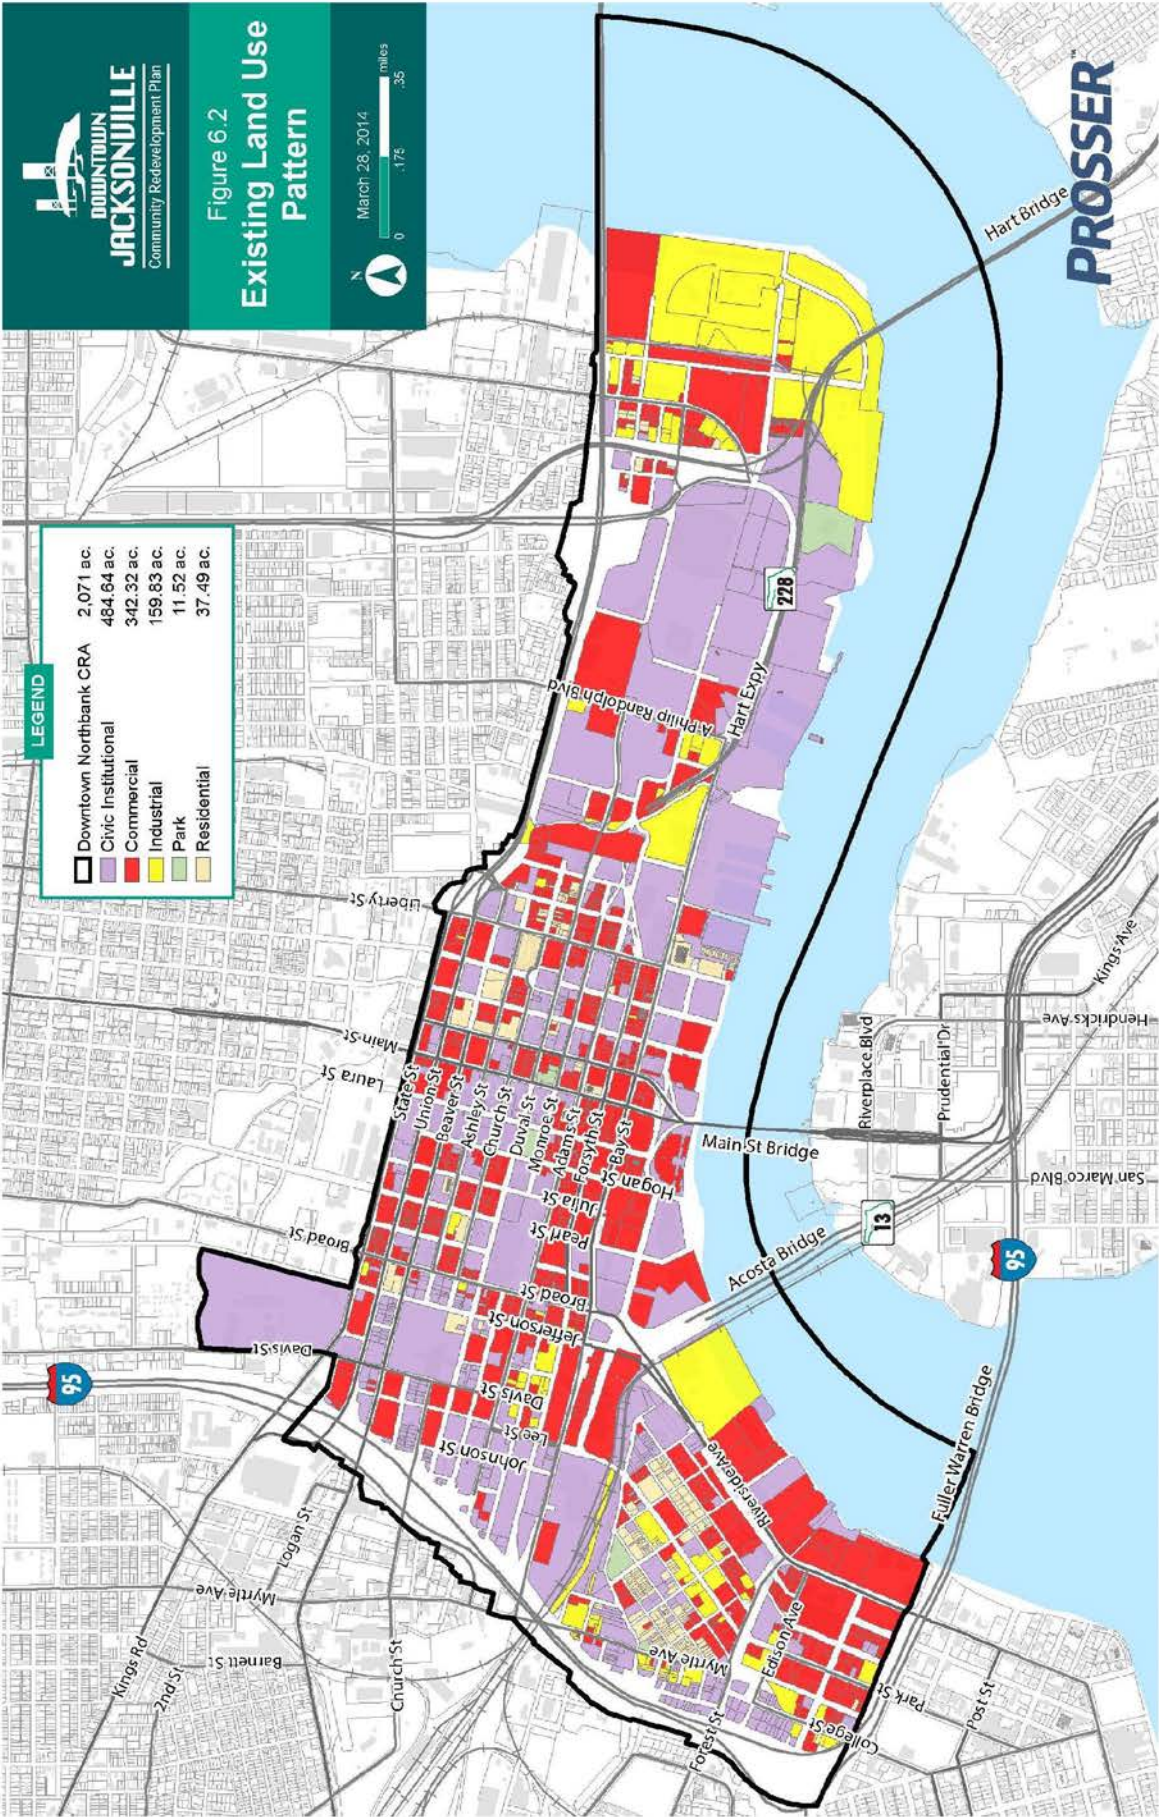 DOWNTOWN
JACKSONVILLE
Community Redevelopment Plan
Figure 6.2
Existing Land Use
Pattern
N
March 28, 2014
0 .175 .35 miles
LEGEND
Downtown Northbank CRA 2,071 ac.
Civic Institutional 484.64 ac.
Commercial 342.32 ac.
Industrial 159.83 ac.
Park 11.52 ac.
Residential 37.49 ac.
PROSSER™
Hart Bridge
228
Hart Expy
A Philip Randolph Blvd
Liberty St
Main St
Laura St
State St
Union St
Beaver St
Ashley St
Church St
Duval St
Monroe St
Adams St
Forsyth St
Bay St
Hogan St
Julia St
Pearl St
Broad St
Broad St
Jefferson St
Davis St
Davis St
Lee St
Johnson St
95
Main St Bridge
Acosta Bridge
13
Riverplace Blvd
Prudential Dr
Kings Ave
Hendricks Ave
San Marco Blvd
95
Fuller Warren Bridge
Riverside Ave
Edison Ave
Myrtle Ave
Forest St
College St
Park St
Post St
Logan St
Myrtle Ave
Barnett St
Kings Rd
2nd St
Church St